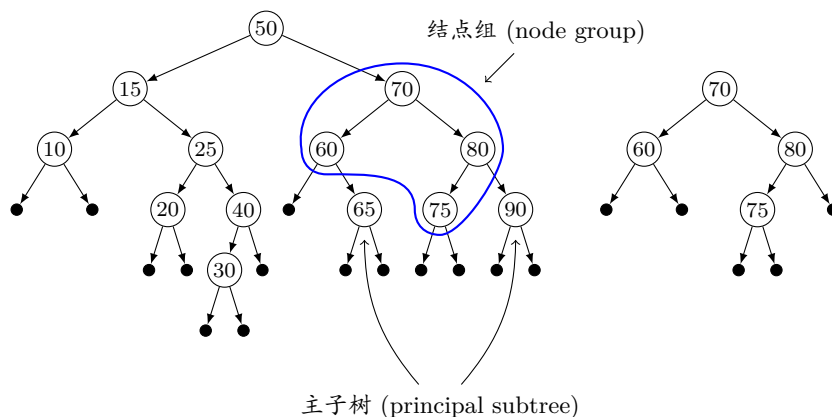 50
结点组 (node group)
15 70 70
10 25 60 80 60 80
20 40 65 75 90 75
30
主子树 (principal subtree)